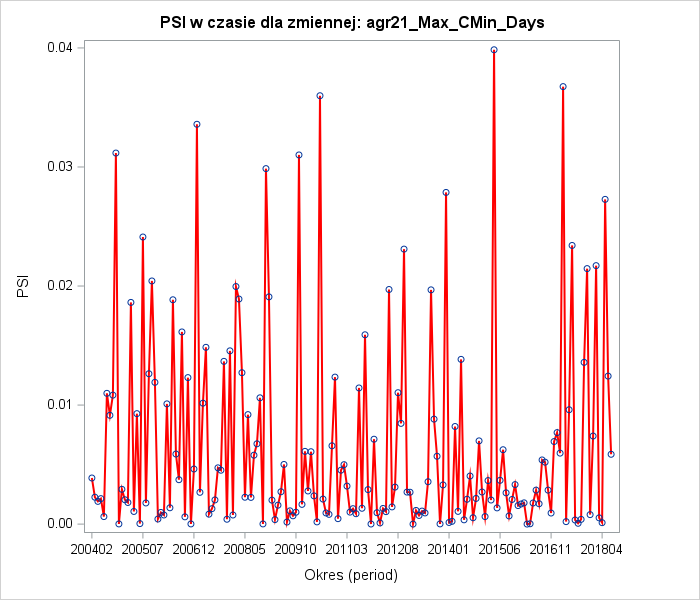 PSI w czasie dla zmiennej: agr21_Max_CMin_Days
0.04
0.03
0.02
0.01
0.00
PSI
200402 200507 200612 200805 200910 201103 201208 201401 201506 201611 201804
Okres (period)